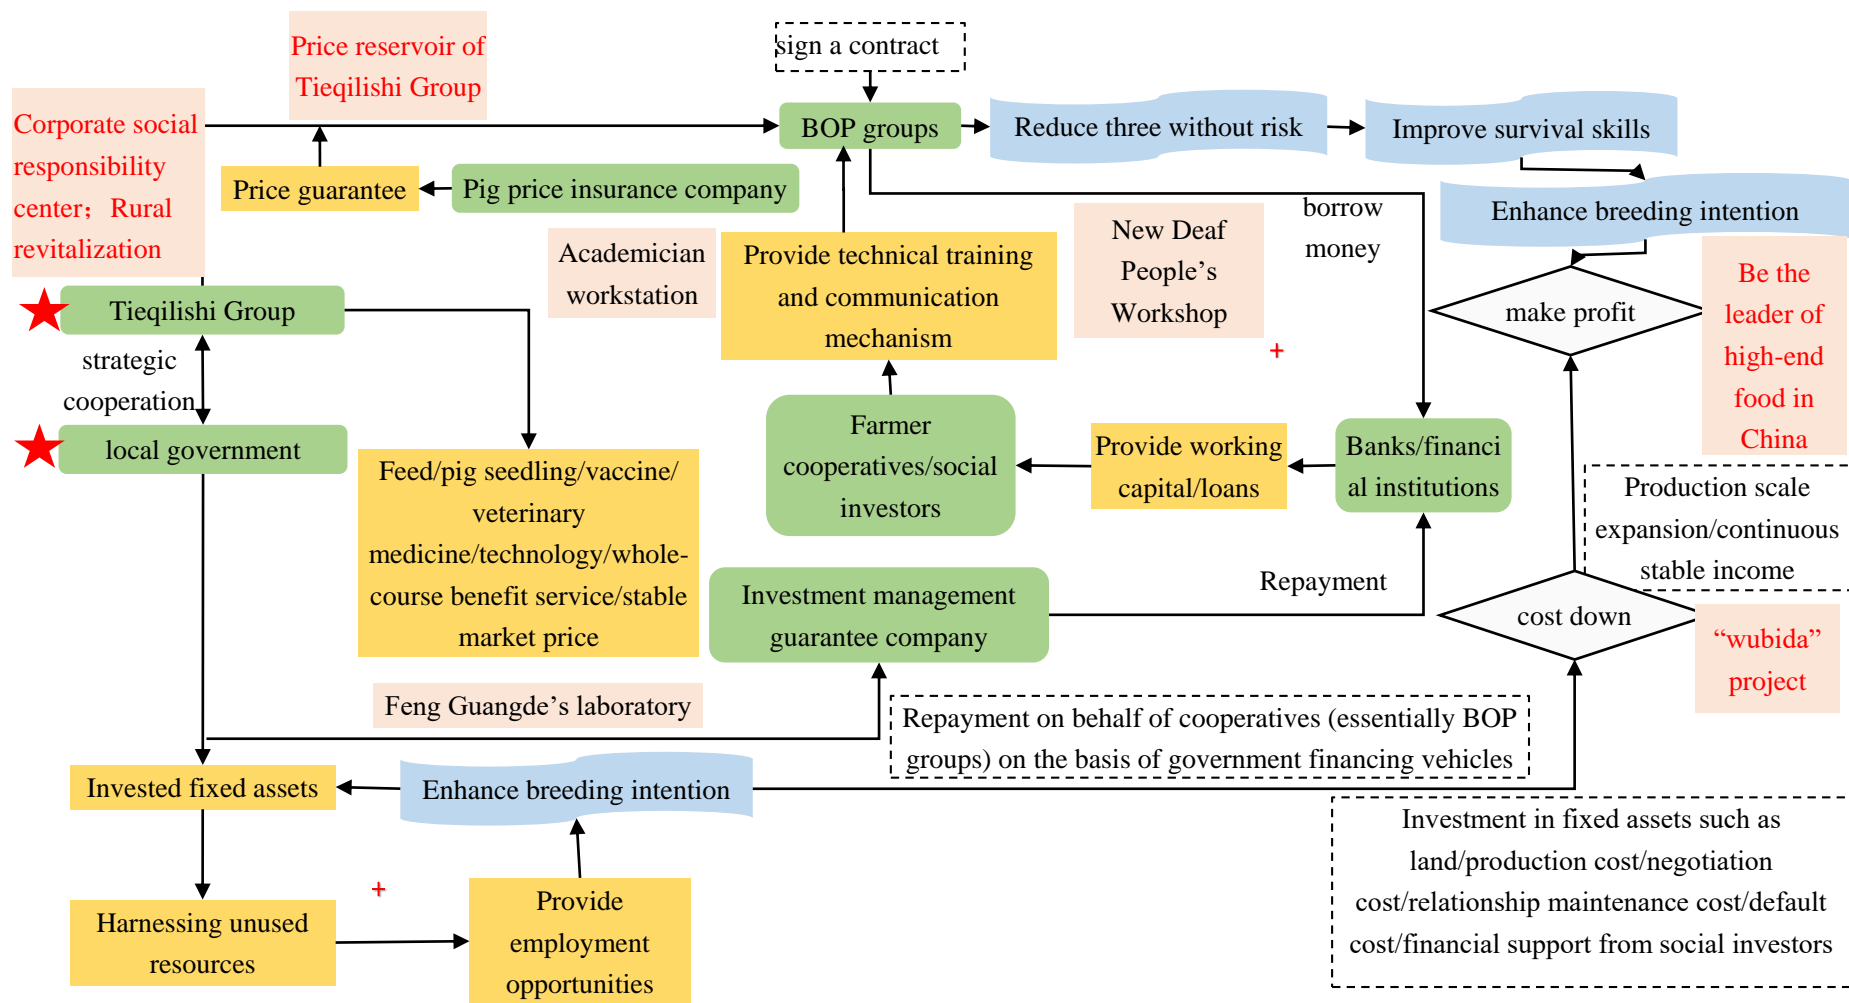 Price reservoir of
Tieqilishi Group
sign a contract
Corporate social
responsibility
center；Rural
revitalization
BOP groups
Reduce three without risk
Improve survival skills
Price guarantee
Pig price insurance company
Enhance breeding intention
borrow
money
Academician
workstation
Provide technical training
and communication
mechanism
New Deaf
People’s
Workshop
+
Be the
leader of
high-end
food in
China
make profit
Tieqilishi Group
strategic
cooperation
local government
Feed/pig seedling/vaccine/
veterinary
medicine/technology/whole-
course benefit service/stable
market price
Farmer
cooperatives/social
investors
Provide working
capital/loans
Banks/financi
al institutions
Production scale
expansion/continuous
stable income
Investment management
guarantee company
Repayment
cost down
“wubida”
project
Feng Guangde’s laboratory
Repayment on behalf of cooperatives (essentially BOP
groups) on the basis of government financing vehicles
Invested fixed assets
Enhance breeding intention
Investment in fixed assets such as
land/production cost/negotiation
cost/relationship maintenance cost/default
cost/financial support from social investors
+
Harnessing unused
resources
Provide
employment
opportunities